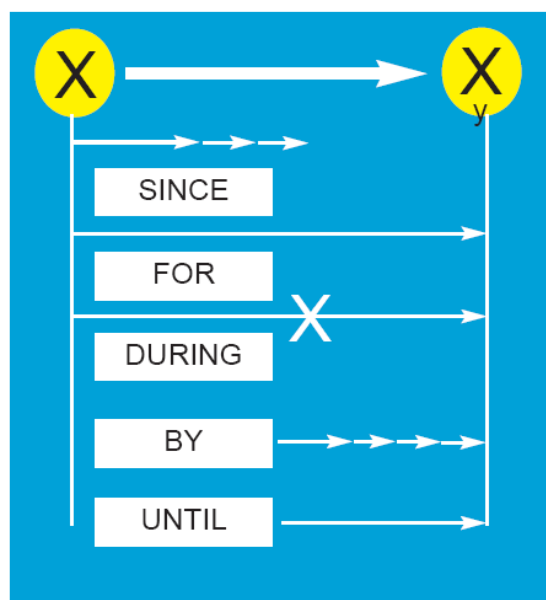 X X
y
SINCE
FOR
X
DURING
BY
UNTIL